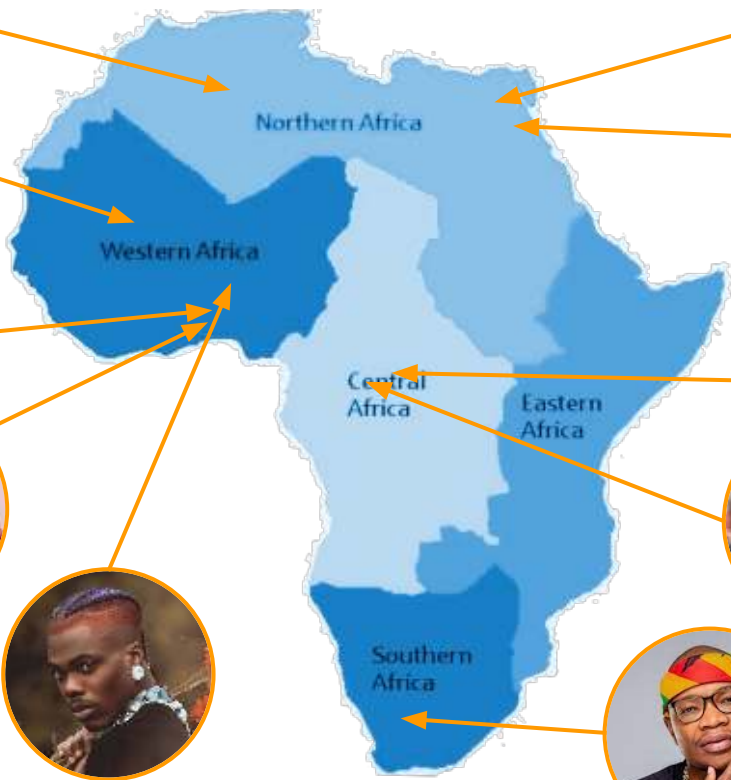 Northern Africa
Western Africa
Central
Africa
Eastern
Africa
Southern
Africa